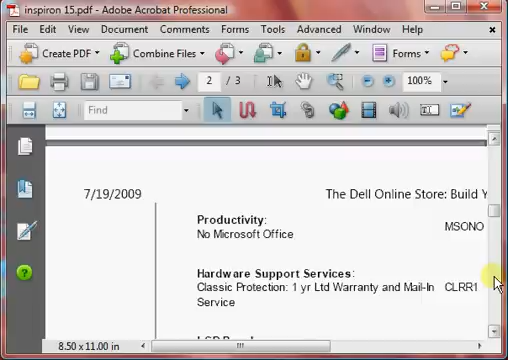 inspiron 15.pdf - Adobe Acrobat Professional
File Edit View Document Comments Forms Tools Advanced Window Help
Create PDF Combine Files Forms
2 / 3 100%
Find
7/19/2009 The Dell Online Store: Build Y
Productivity: MSONO
No Microsoft Office
Hardware Support Services:
Classic Protection: 1 yr Ltd Warranty and Mail-In CLRR1
Service
8.50 x 11.00 in